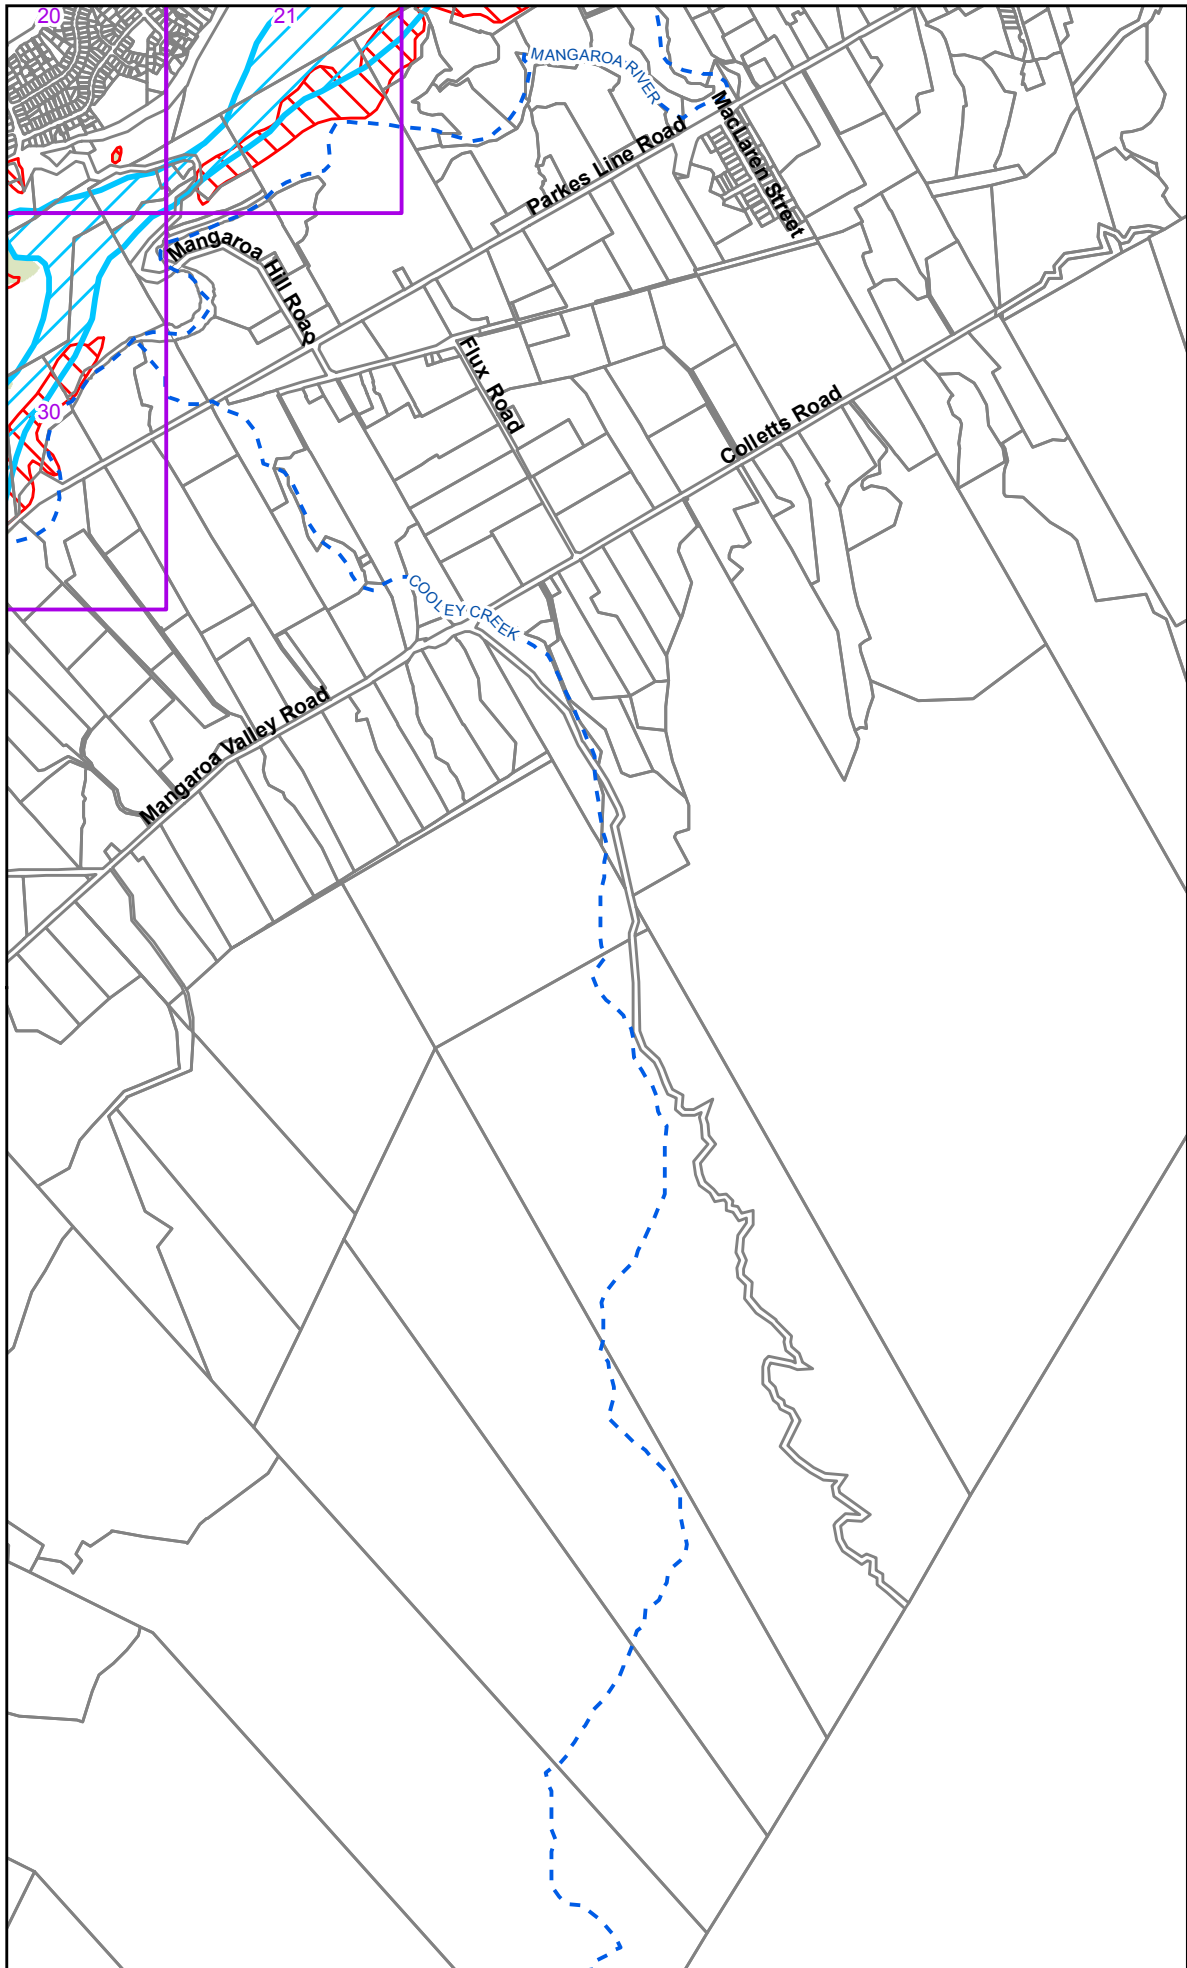 20
21
MANGAROA RIVER
MacLaren Street
Parkes Line Road
Mangaroa Hill Road
Flux Road
30
Colletts Road
COOLEY CREEK
Mangaroa Valley Road